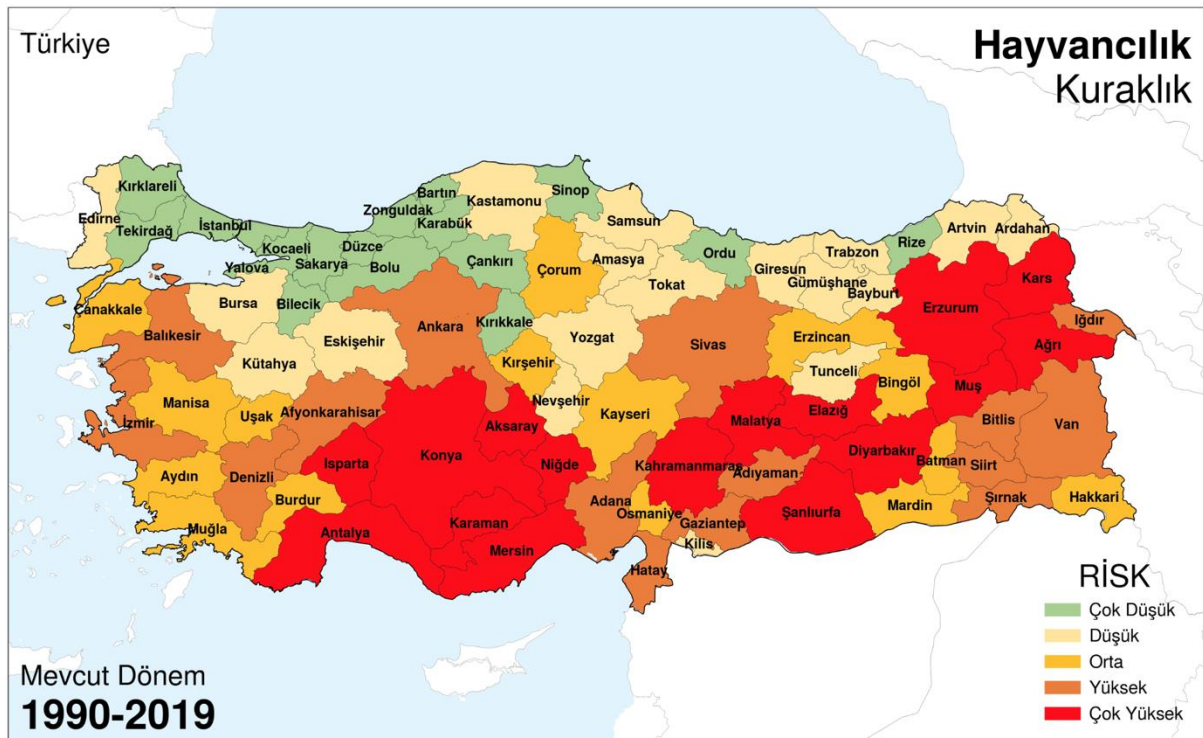 Türkiye
Hayvancılık
Kuraklık
Kırklareli
Edirne
Tekirdağ
İstanbul
Kocaeli
Yalova
Sakarya
Düzce
Bolu
Bilecik
Zonguldak
Bartın
Karabük
Kastamonu
Sinop
Çankırı
Samsun
Çorum
Amasya
Tokat
Ordu
Giresun
Gümüşhane
Trabzon
Bayburt
Rize
Artvin
Ardahan
Kars
Erzurum
Iğdır
Ağrı
Çanakkale
Balıkesir
Bursa
Kütahya
Eskişehir
Ankara
Kırıkkale
Kırşehir
Yozgat
Sivas
Erzincan
Tunceli
Bingöl
Muş
Manisa
Uşak
Afyonkarahisar
İzmir
Nevşehir
Kayseri
Aksaray
Konya
Niğde
Malatya
Elazığ
Diyarbakır
Bitlis
Van
Aydın
Denizli
Isparta
Burdur
Muğla
Antalya
Karaman
Mersin
Adana
Kahramanmaraş
Osmaniye
Adıyaman
Gaziantep
Kilis
Hatay
Şanlıurfa
Mardin
Batman
Siirt
Şırnak
Hakkari
RİSK
Çok Düşük
Düşük
Orta
Yüksek
Çok Yüksek
Mevcut Dönem
1990-2019